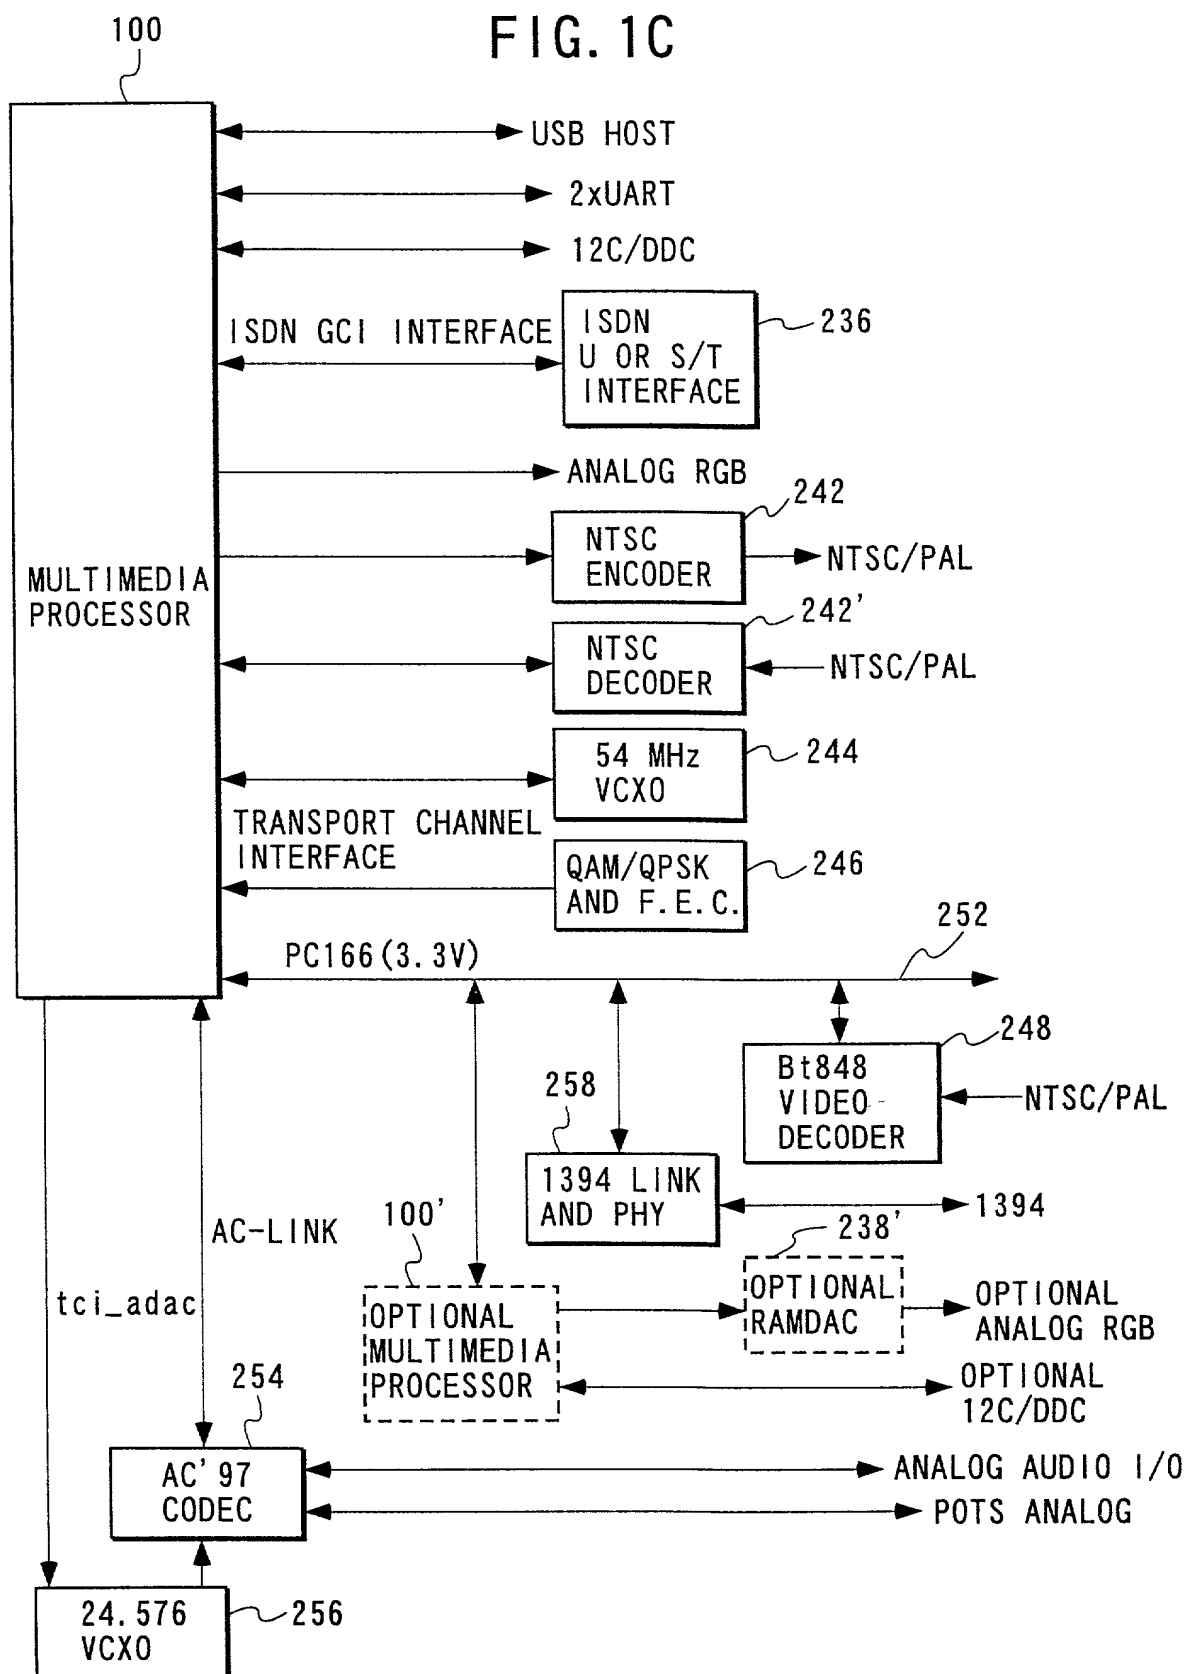 FIG. 1C
100
USB HOST
2xUART
12C/DDC
ISDN GCI INTERFACE
ISDN
U OR S/T
INTERFACE
236
ANALOG RGB
242
NTSC
ENCODER
NTSC/PAL
MULTIMEDIA
PROCESSOR
242'
NTSC
DECODER
NTSC/PAL
54 MHz
VCXO
244
TRANSPORT CHANNEL
INTERFACE
QAM/QPSK
AND F.E.C.
246
PC166(3.3V)
252
248
Bt848
VIDEO
DECODER
NTSC/PAL
258
1394 LINK
AND PHY
1394
AC-LINK
100'
238'
tci_adac
OPTIONAL
MULTIMEDIA
PROCESSOR
OPTIONAL
RAMDAC
OPTIONAL
ANALOG RGB
OPTIONAL
12C/DDC
254
AC'97
CODEC
ANALOG AUDIO I/O
POTS ANALOG
24.576
VCXO
256